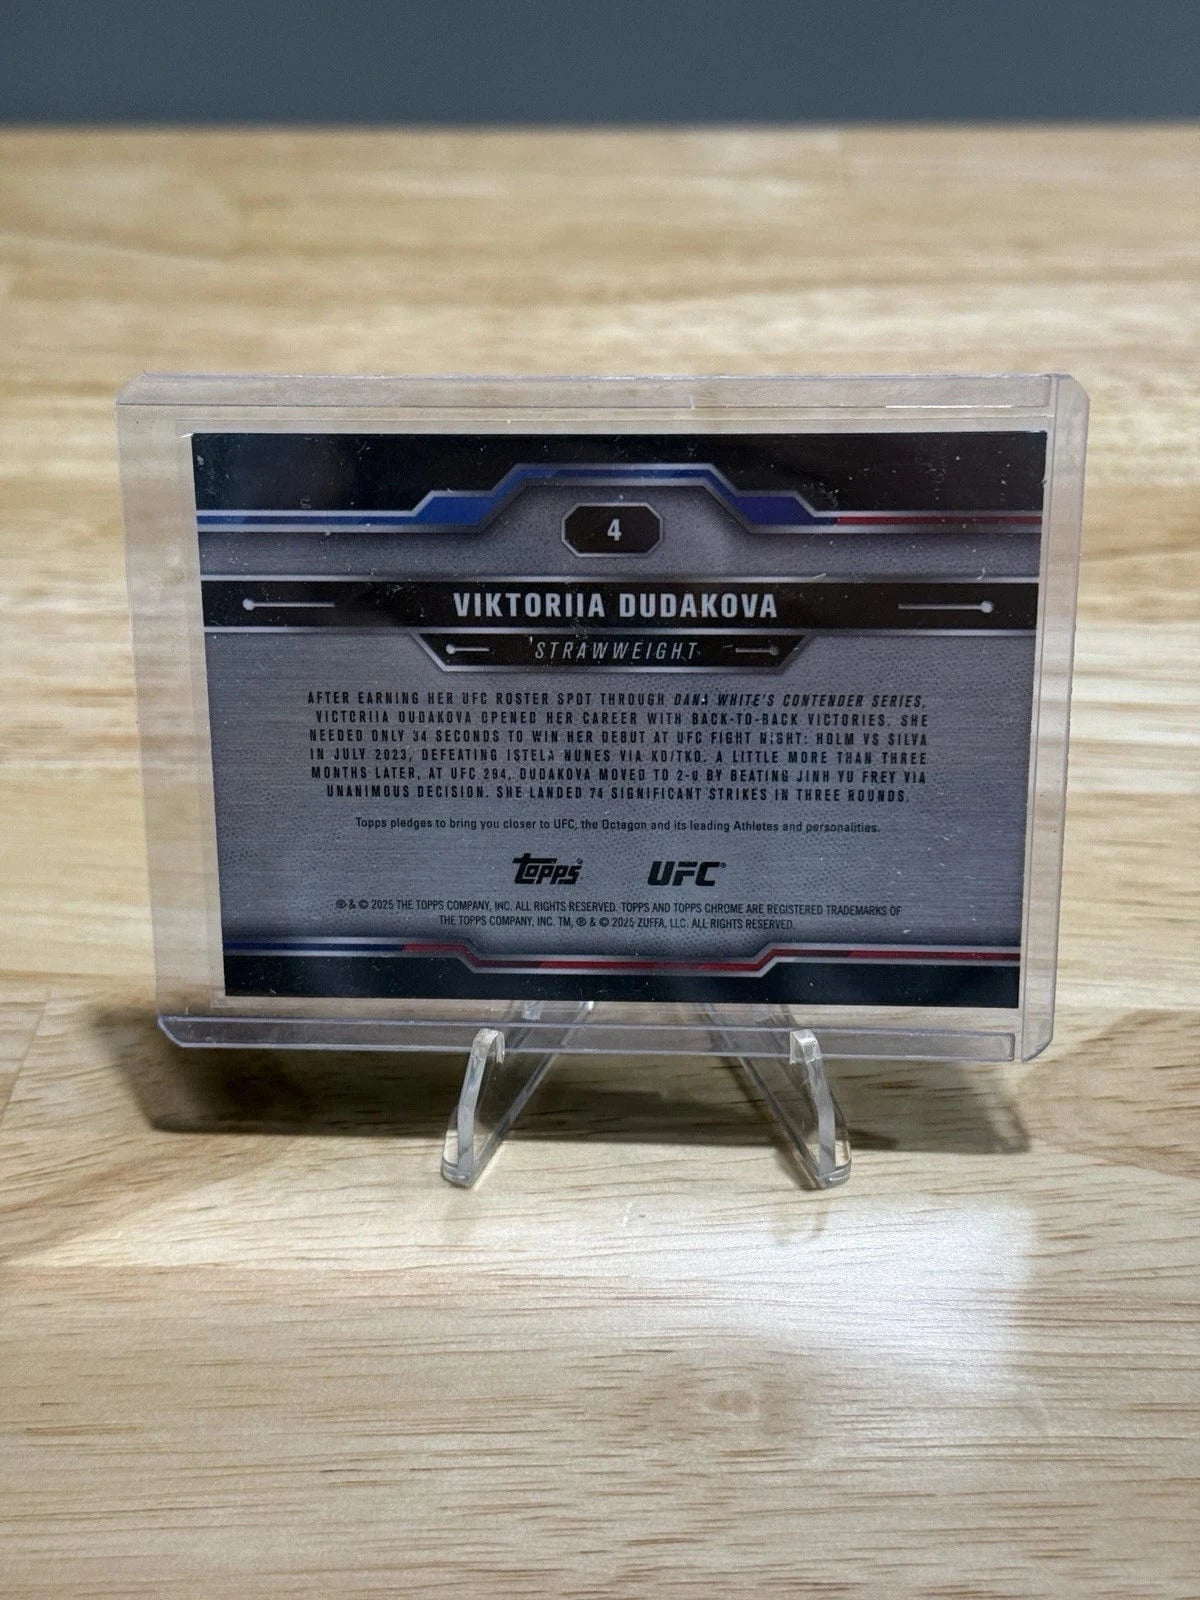 4
VIKTORIIA DUDAKOVA
STRAWWEIGHT
AFTER EARNING HER UFC ROSTER SPOT THROUGH DANA WHITE'S CONTENDER SERIES,
VICTORIIA DUDAKOVA OPENED HER CAREER WITH BACK-TO-BACK VICTORIES. SHE
NEEDED ONLY 34 SECONDS TO WIN HER DEBUT AT UFC FIGHT NIGHT: HOLM VS SILVA
IN JULY 2023, DEFEATING ISTELA NUNES VIA KO/TKO. A LITTLE MORE THAN THREE
MONTHS LATER, AT UFC 294, DUDAKOVA MOVED TO 2-0 BY BEATING JINH YU FREY VIA
UNANIMOUS DECISION. SHE LANDED 74 SIGNIFICANT STRIKES IN THREE ROUNDS.
Topps pledges to bring you closer to UFC, the Octagon and its leading Athletes and personalities.
Topps® UFC®
® & © 2025 THE TOPPS COMPANY, INC. ALL RIGHTS RESERVED. TOPPS AND TOPPS CHROME ARE REGISTERED TRADEMARKS OF
THE TOPPS COMPANY, INC. TM, ® & © 2025 ZUFFA, LLC. ALL RIGHTS RESERVED.